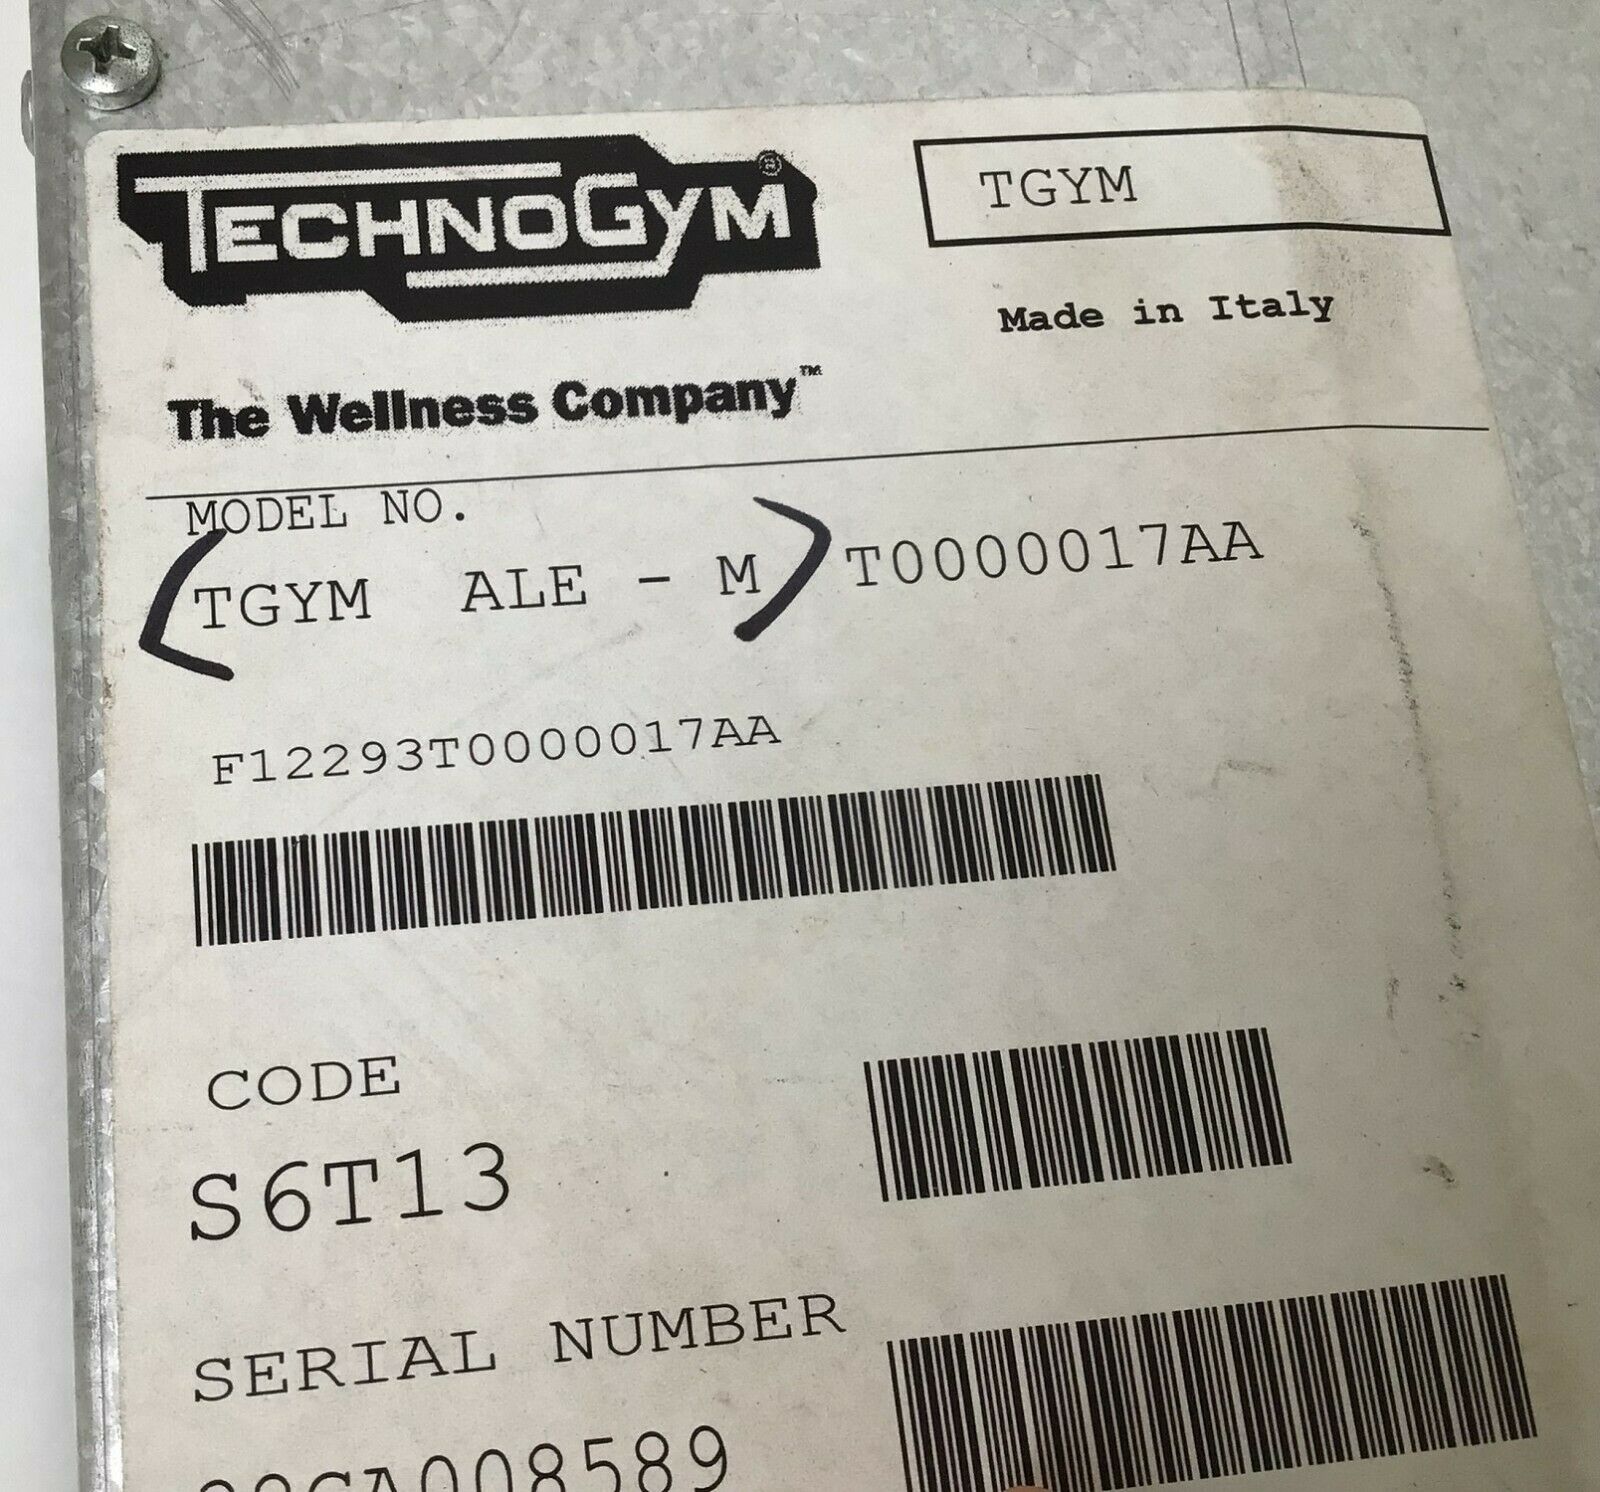 TECHNOGYM®
TGYM
Made in Italy
The Wellness Company™
MODEL NO.
TGYM ALE - M T0000017AA
F12293T0000017AA
CODE
S6T13
SERIAL NUMBER